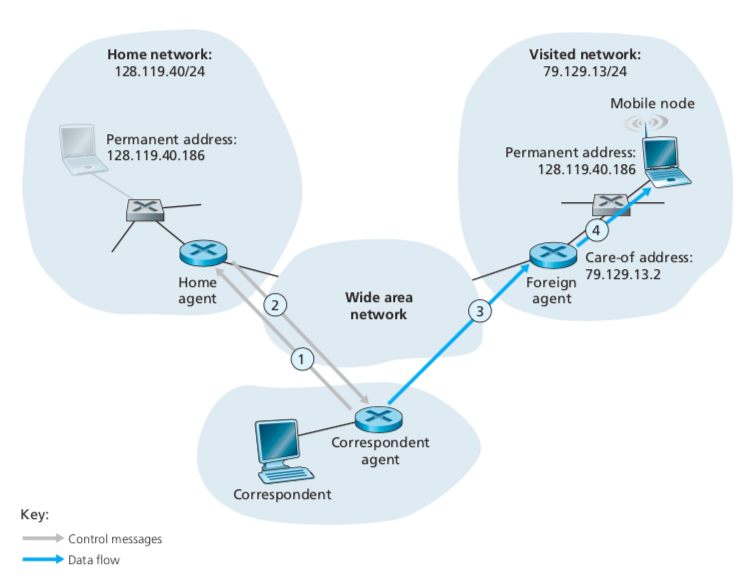 Home network:
128.119.40/24
Visited network:
79.129.13/24
Mobile node
Permanent address:
128.119.40.186
Permanent address:
128.119.40.186
4
Care-of address:
79.129.13.2
Home
agent
Foreign
agent
Wide area
network
2
3
1
Correspondent
agent
Correspondent
Key:
Control messages
Data flow